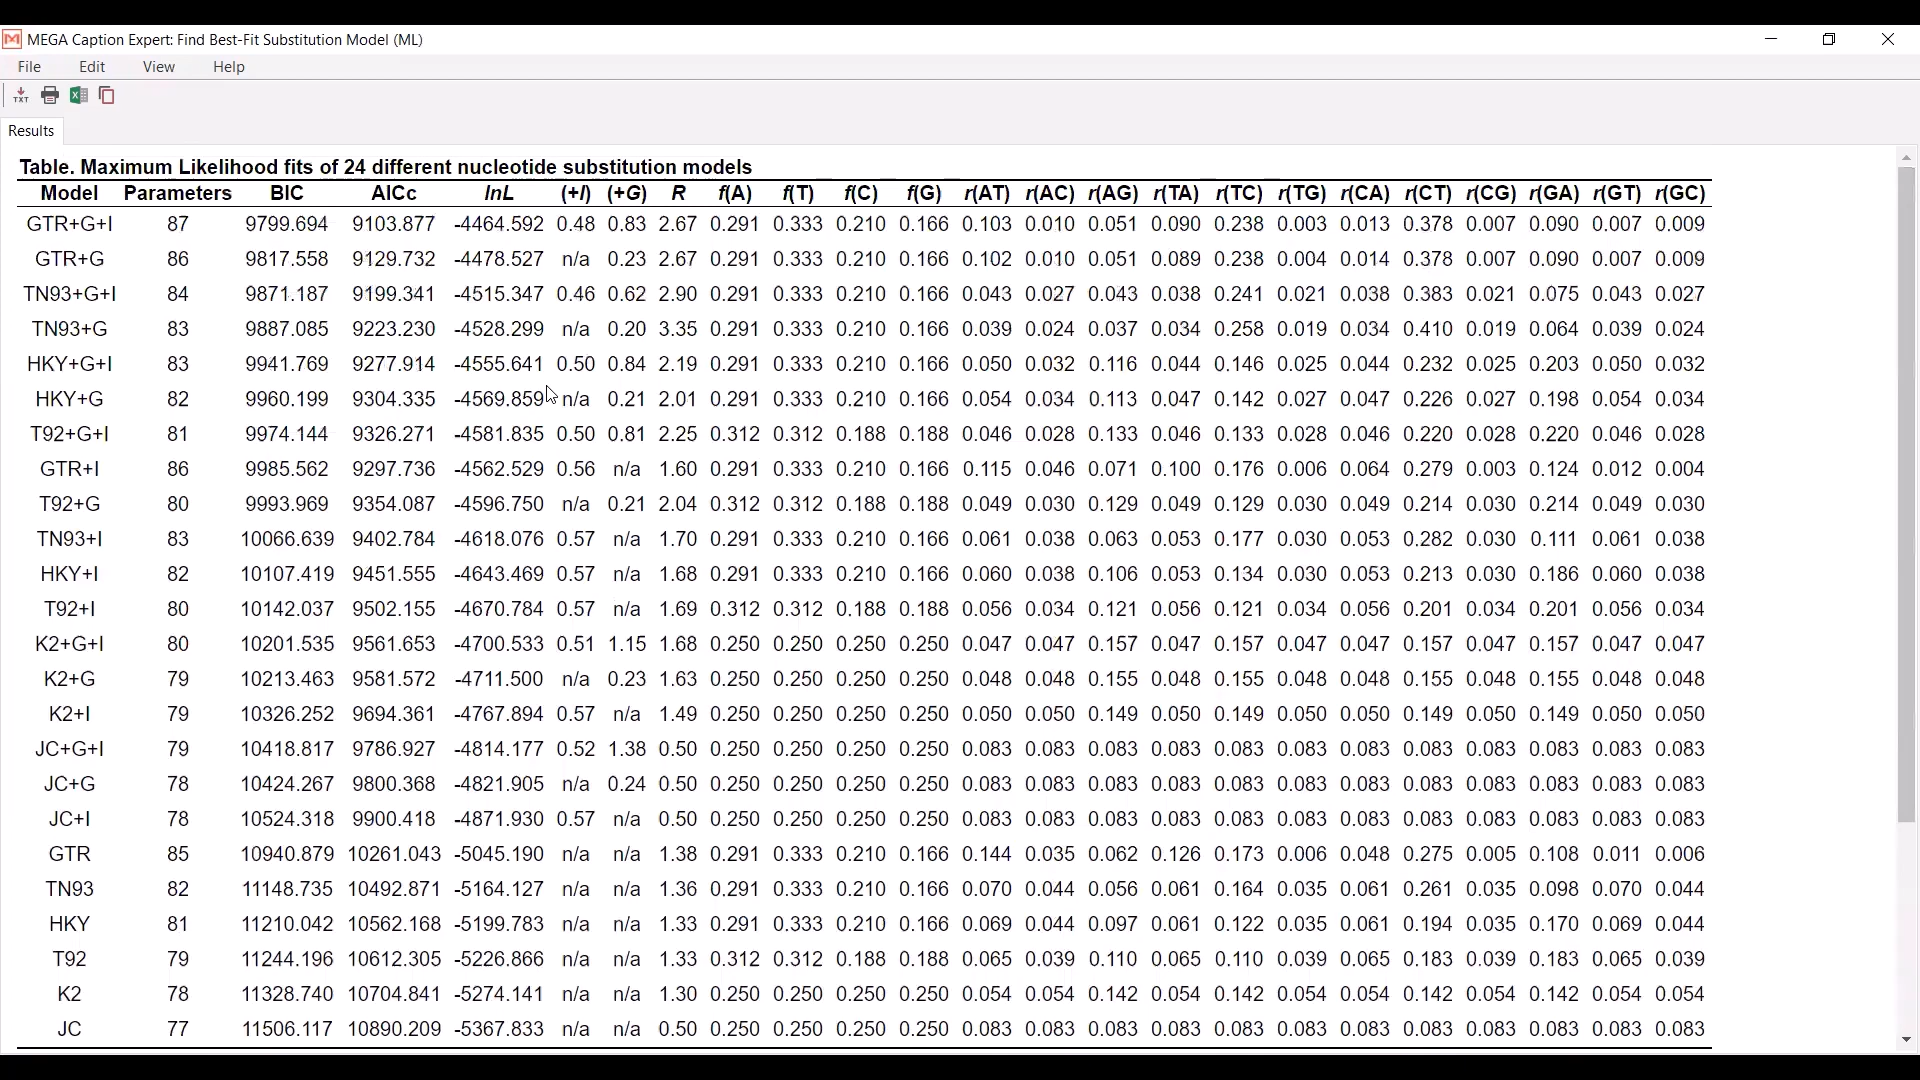 MEGA Caption Expert: Find Best-Fit Substitution Model (ML)
File Edit View Help
TXT
Results
Table. Maximum Likelihood fits of 24 different nucleotide substitution models
Model Parameters BIC AICc lnL (+I) (+G) R f(A) f(T) f(C) f(G) r(AT) r(AC) r(AG) r(TA) r(TC) r(TG) r(CA) r(CT) r(CG) r(GA) r(GT) r(GC)
GTR+G+I 87 9799.694 9103.877 -4464.592 0.48 0.83 2.67 0.291 0.333 0.210 0.166 0.103 0.010 0.051 0.090 0.238 0.003 0.013 0.378 0.007 0.090 0.007 0.009
GTR+G 86 9817.558 9129.732 -4478.527 n/a 0.23 2.67 0.291 0.333 0.210 0.166 0.102 0.010 0.051 0.089 0.238 0.004 0.014 0.378 0.007 0.090 0.007 0.009
TN93+G+I 84 9871.187 9199.341 -4515.347 0.46 0.62 2.90 0.291 0.333 0.210 0.166 0.043 0.027 0.043 0.038 0.241 0.021 0.038 0.383 0.021 0.075 0.043 0.027
TN93+G 83 9887.085 9223.230 -4528.299 n/a 0.20 3.35 0.291 0.333 0.210 0.166 0.039 0.024 0.037 0.034 0.258 0.019 0.034 0.410 0.019 0.064 0.039 0.024
HKY+G+I 83 9941.769 9277.914 -4555.641 0.50 0.84 2.19 0.291 0.333 0.210 0.166 0.050 0.032 0.116 0.044 0.146 0.025 0.044 0.232 0.025 0.203 0.050 0.032
HKY+G 82 9960.199 9304.335 -4569.859 n/a 0.21 2.01 0.291 0.333 0.210 0.166 0.054 0.034 0.113 0.047 0.142 0.027 0.047 0.226 0.027 0.198 0.054 0.034
T92+G+I 81 9974.144 9326.271 -4581.835 0.50 0.81 2.25 0.312 0.312 0.188 0.188 0.046 0.028 0.133 0.046 0.133 0.028 0.046 0.220 0.028 0.220 0.046 0.028
GTR+I 86 9985.562 9297.736 -4562.529 0.56 n/a 1.60 0.291 0.333 0.210 0.166 0.115 0.046 0.071 0.100 0.176 0.006 0.064 0.279 0.003 0.124 0.012 0.004
T92+G 80 9993.969 9354.087 -4596.750 n/a 0.21 2.04 0.312 0.312 0.188 0.188 0.049 0.030 0.129 0.049 0.129 0.030 0.049 0.214 0.030 0.214 0.049 0.030
TN93+I 83 10066.639 9402.784 -4618.076 0.57 n/a 1.70 0.291 0.333 0.210 0.166 0.061 0.038 0.063 0.053 0.177 0.030 0.053 0.282 0.030 0.111 0.061 0.038
HKY+I 82 10107.419 9451.555 -4643.469 0.57 n/a 1.68 0.291 0.333 0.210 0.166 0.060 0.038 0.106 0.053 0.134 0.030 0.053 0.213 0.030 0.186 0.060 0.038
T92+I 80 10142.037 9502.155 -4670.784 0.57 n/a 1.69 0.312 0.312 0.188 0.188 0.056 0.034 0.121 0.056 0.121 0.034 0.056 0.201 0.034 0.201 0.056 0.034
K2+G+I 80 10201.535 9561.653 -4700.533 0.51 1.15 1.68 0.250 0.250 0.250 0.250 0.047 0.047 0.157 0.047 0.157 0.047 0.047 0.157 0.047 0.157 0.047 0.047
K2+G 79 10213.463 9581.572 -4711.500 n/a 0.23 1.63 0.250 0.250 0.250 0.250 0.048 0.048 0.155 0.048 0.155 0.048 0.048 0.155 0.048 0.155 0.048 0.048
K2+I 79 10326.252 9694.361 -4767.894 0.57 n/a 1.49 0.250 0.250 0.250 0.250 0.050 0.050 0.149 0.050 0.149 0.050 0.050 0.149 0.050 0.149 0.050 0.050
JC+G+I 79 10418.817 9786.927 -4814.177 0.52 1.38 0.50 0.250 0.250 0.250 0.250 0.083 0.083 0.083 0.083 0.083 0.083 0.083 0.083 0.083 0.083 0.083 0.083
JC+G 78 10424.267 9800.368 -4821.905 n/a 0.24 0.50 0.250 0.250 0.250 0.250 0.083 0.083 0.083 0.083 0.083 0.083 0.083 0.083 0.083 0.083 0.083 0.083
JC+I 78 10524.318 9900.418 -4871.930 0.57 n/a 0.50 0.250 0.250 0.250 0.250 0.083 0.083 0.083 0.083 0.083 0.083 0.083 0.083 0.083 0.083 0.083 0.083
GTR 85 10940.879 10261.043 -5045.190 n/a n/a 1.38 0.291 0.333 0.210 0.166 0.144 0.035 0.062 0.126 0.173 0.006 0.048 0.275 0.005 0.108 0.011 0.006
TN93 82 11148.735 10492.871 -5164.127 n/a n/a 1.36 0.291 0.333 0.210 0.166 0.070 0.044 0.056 0.061 0.164 0.035 0.061 0.261 0.035 0.098 0.070 0.044
HKY 81 11210.042 10562.168 -5199.783 n/a n/a 1.33 0.291 0.333 0.210 0.166 0.069 0.044 0.097 0.061 0.122 0.035 0.061 0.194 0.035 0.170 0.069 0.044
T92 79 11244.196 10612.305 -5226.866 n/a n/a 1.33 0.312 0.312 0.188 0.188 0.065 0.039 0.110 0.065 0.110 0.039 0.065 0.183 0.039 0.183 0.065 0.039
K2 78 11328.740 10704.841 -5274.141 n/a n/a 1.30 0.250 0.250 0.250 0.250 0.054 0.054 0.142 0.054 0.142 0.054 0.054 0.142 0.054 0.142 0.054 0.054
JC 77 11506.117 10890.209 -5367.833 n/a n/a 0.50 0.250 0.250 0.250 0.250 0.083 0.083 0.083 0.083 0.083 0.083 0.083 0.083 0.083 0.083 0.083 0.083